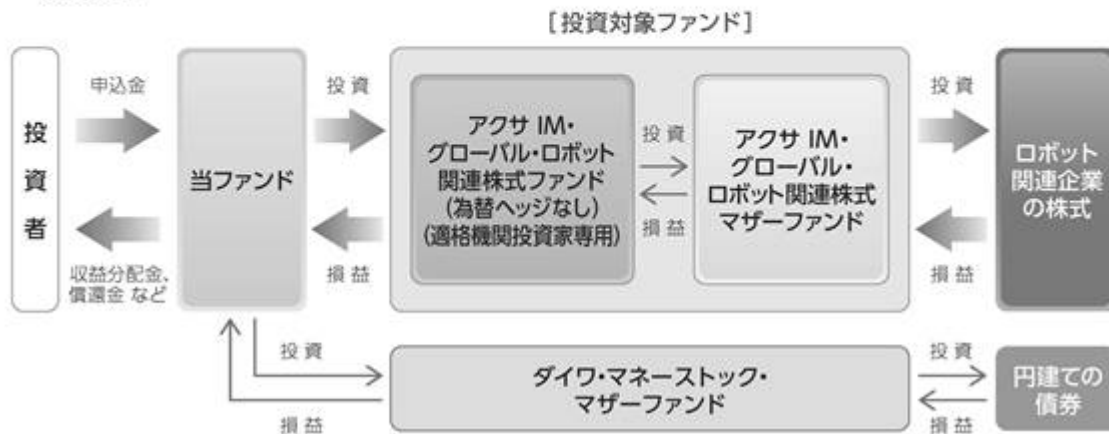 [投資対象ファンド]
投資者
申込金
収益分配金、
償還金 など
当ファンド
投資
損益
アクサ IM・
グローバル・ロボット
関連株式ファンド
(為替ヘッジなし)
(適格機関投資家専用)
投資
損益
アクサ IM・
グローバル・
ロボット関連株式
マザーファンド
投資
損益
ロボット
関連企業
の株式
投資
損益
ダイワ・マネーストック・
マザーファンド
投資
損益
円建ての
債券